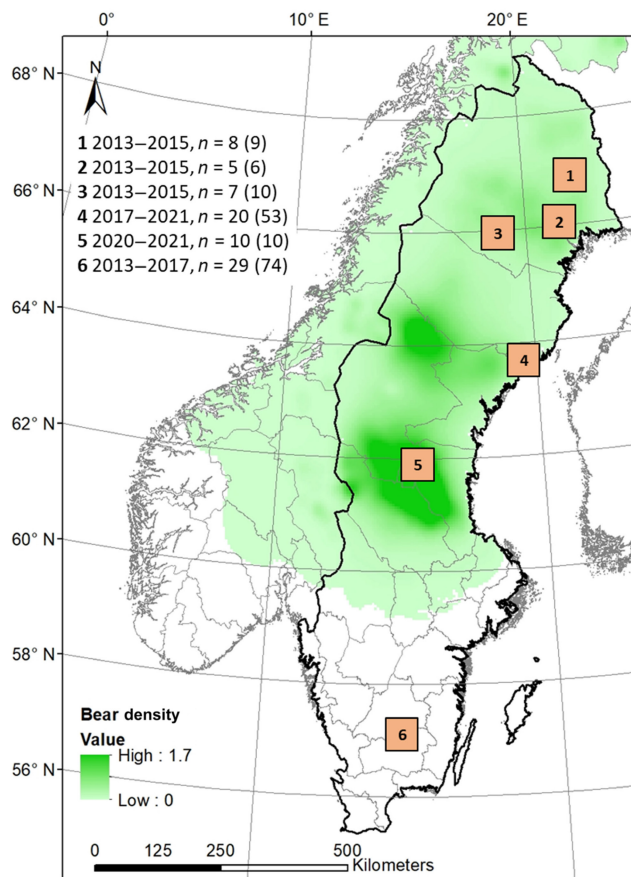 0°
10° E
20° E
68° N
N
1 2013–2015, n = 8 (9)
2 2013–2015, n = 5 (6)
3 2013–2015, n = 7 (10)
4 2017–2021, n = 20 (53)
5 2020–2021, n = 10 (10)
6 2013–2017, n = 29 (74)
66° N
1
2
3
64° N
4
62° N
5
60° N
58° N
6
Bear density
Value
High : 1.7
Low : 0
56° N
0 125 250 500
Kilometers